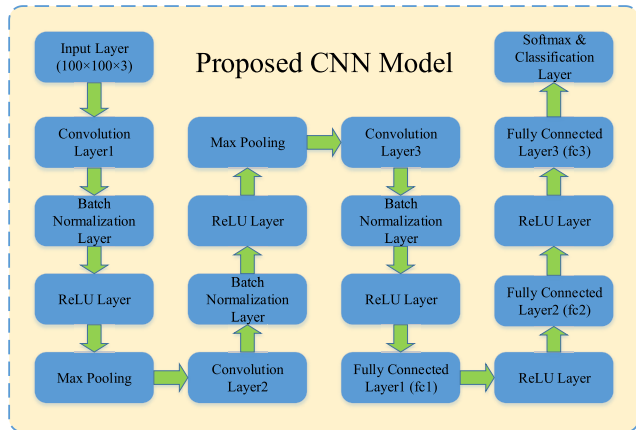 Proposed CNN Model
Input Layer
(100×100×3)
Convolution
Layer1
Batch
Normalization
Layer
ReLU Layer
Max Pooling
Convolution
Layer2
Batch
Normalization
Layer
ReLU Layer
Max Pooling
Convolution
Layer3
Batch
Normalization
Layer
ReLU Layer
Fully Connected
Layer1 (fc1)
ReLU Layer
Fully Connected
Layer2 (fc2)
ReLU Layer
Fully Connected
Layer3 (fc3)
Softmax &
Classification
Layer